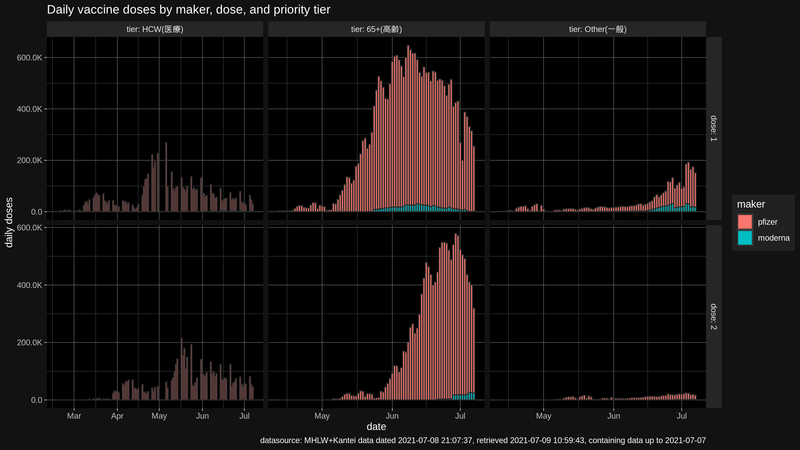 Daily vaccine doses by maker, dose, and priority tier
tier: HCW(医療)
tier: 65+(高齢)
tier: Other(一般)
600.0K
400.0K
200.0K
0.0
dose: 1
600.0K
400.0K
200.0K
0.0
dose: 2
daily doses
Mar
Apr
May
Jun
Jul
May
Jun
Jul
May
Jun
Jul
date
maker
pfizer
moderna
datasource: MHLW+Kantei data dated 2021-07-08 21:07:37, retrieved 2021-07-09 10:59:43, containing data up to 2021-07-07